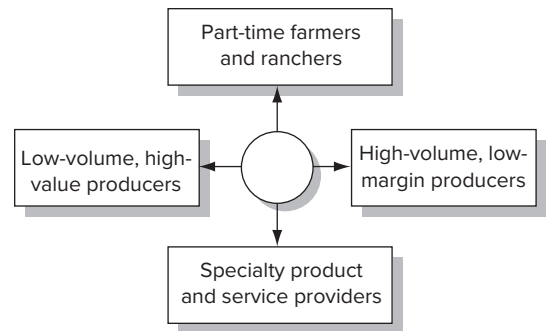 Part-time farmers
and ranchers
Low-volume, high-
value producers
High-volume, low-
margin producers
Specialty product
and service providers